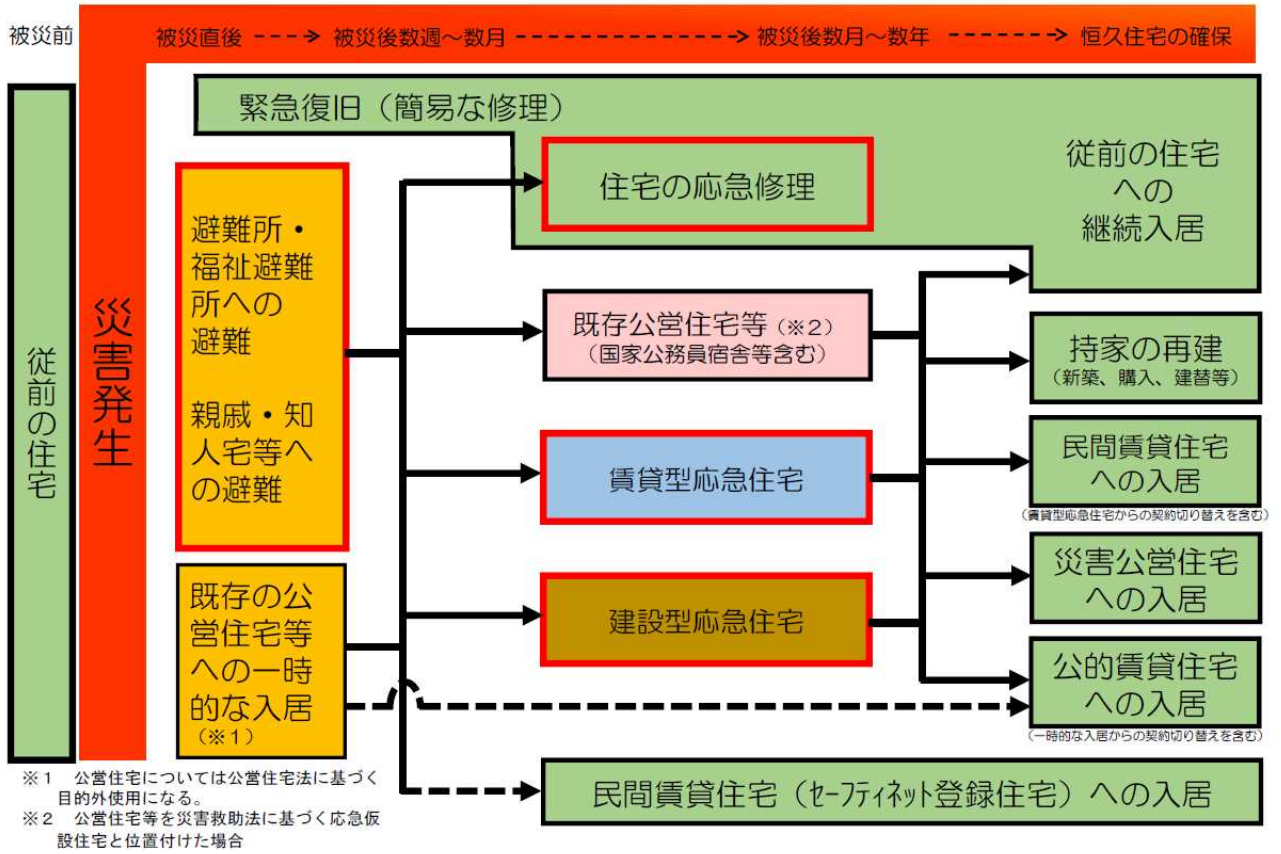 被災前
被災直後
被災後数週～数月
被災後数月～数年
恒久住宅の確保
従前の住宅
災害発生
緊急復旧（簡易な修理）
従前の住宅
への
継続入居
避難所・
福祉避難
所への
避難
親戚・知
人宅等へ
の避難
既存の公
営住宅等
への一時
的な入居
（※１）
住宅の応急修理
既存公営住宅等（※２）
（国家公務員宿舎等含む）
賃貸型応急住宅
建設型応急住宅
持家の再建
（新築、購入、建替等）
民間賃貸住宅
への入居
（賃貸型応急住宅からの契約切り替えを含む）
災害公営住宅
への入居
公的賃貸住宅
への入居
（一時的な入居からの契約切り替えを含む）
民間賃貸住宅（ｾｰﾌﾃｨﾈｯﾄ登録住宅）への入居
※１　公営住宅については公営住宅法に基づく
目的外使用になる。
※２　公営住宅等を災害救助法に基づく応急仮
設住宅と位置付けた場合